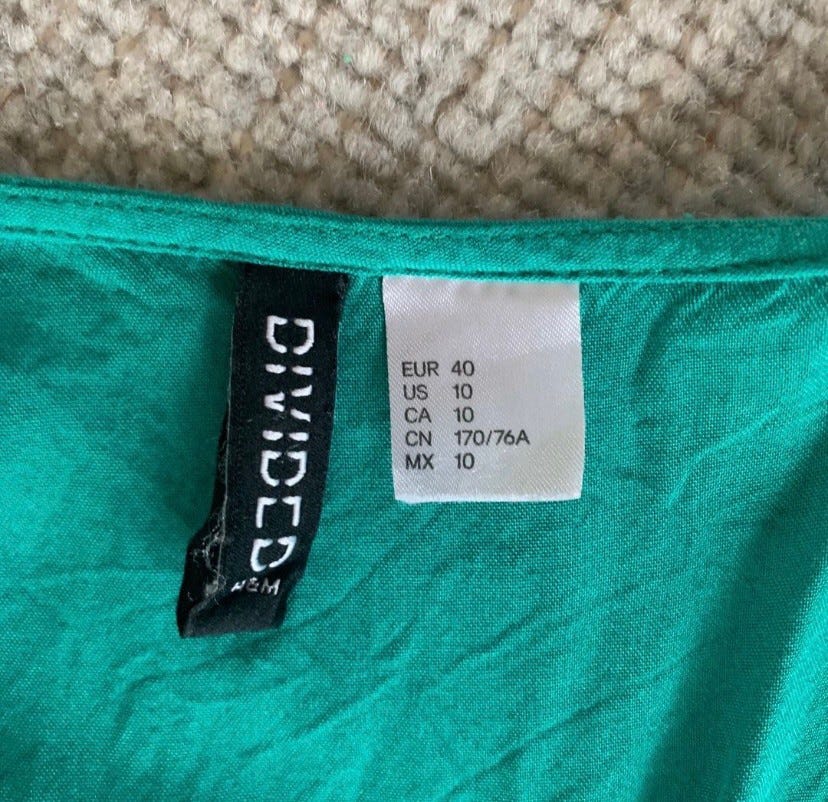 DIVIDED
H&M
EUR 40
US 10
CA 10
CN 170/76A
MX 10